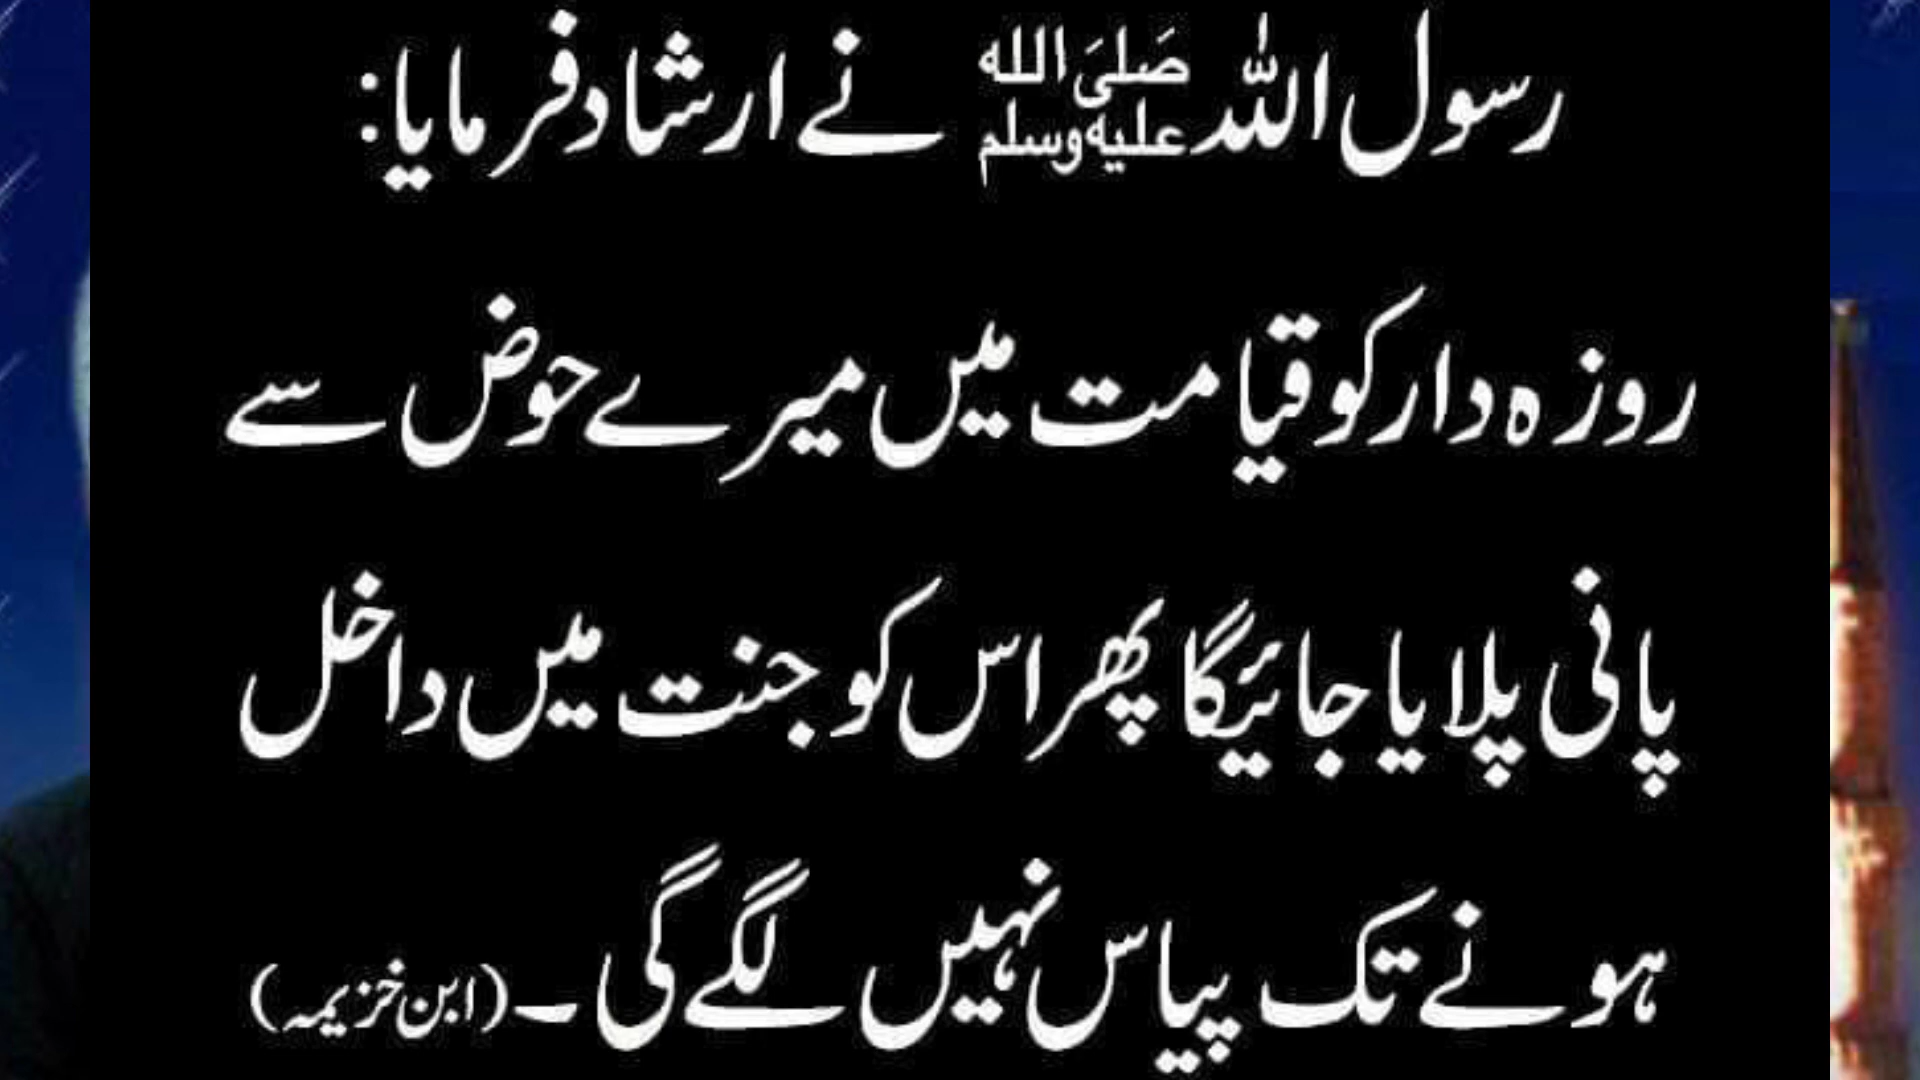 رسول اللہ صلی اللہ علیہ وسلم نے ارشاد فرمایا:
روزہ دار کو قیامت میں میرے حوض سے
پانی پلایا جائیگا پھر اس کو جنت میں داخل
ہونے تک پیاس نہیں لگے گی۔ (ابن خزیمہ)